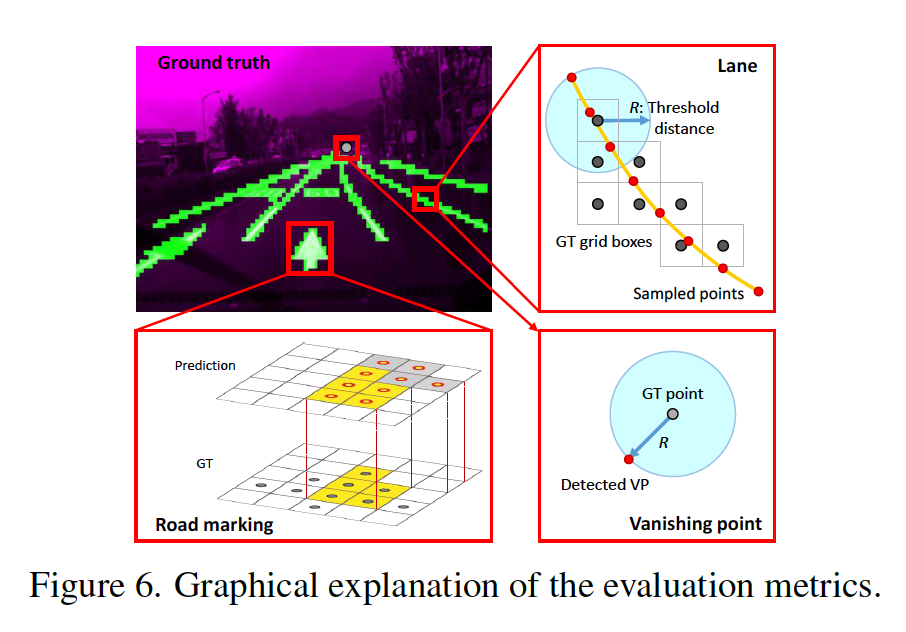 Ground truth
Lane
R: Threshold
distance
GT grid boxes
Sampled points
Prediction
GT
Road marking
GT point
R
Detected VP
Vanishing point
Figure 6. Graphical explanation of the evaluation metrics.